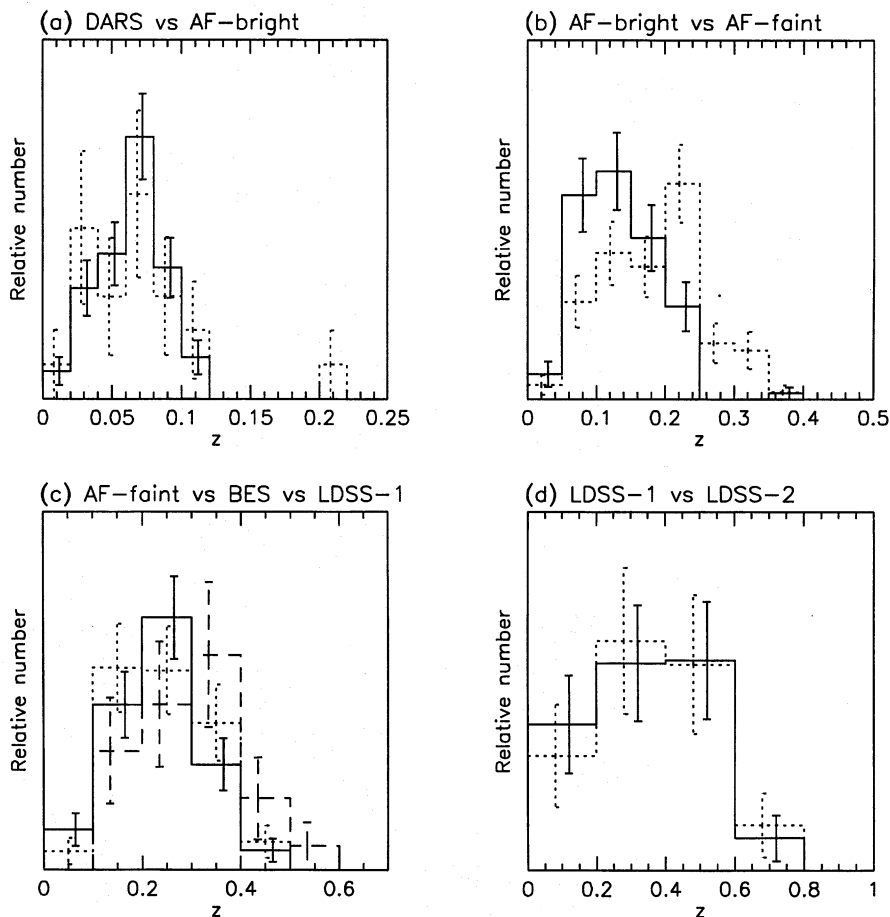 (a) DARS vs AF-bright
Relative number
0 0.05 0.1 0.15 0.2 0.25
z
(b) AF-bright vs AF-faint
Relative number
0 0.1 0.2 0.3 0.4 0.5
z
(c) AF-faint vs BES vs LDSS-1
Relative number
0 0.2 0.4 0.6
z
(d) LDSS-1 vs LDSS-2
Relative number
0 0.2 0.4 0.6 0.8 1
z